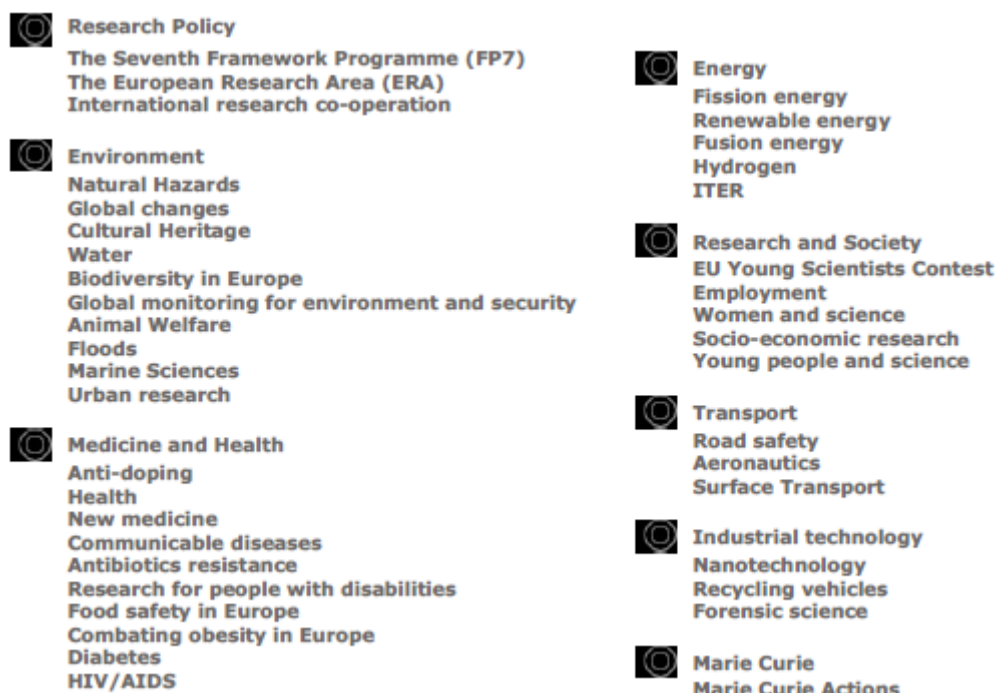 Research Policy
The Seventh Framework Programme (FP7)
The European Research Area (ERA)
International research co-operation
Environment
Natural Hazards
Global changes
Cultural Heritage
Water
Biodiversity in Europe
Global monitoring for environment and security
Animal Welfare
Floods
Marine Sciences
Urban research
Medicine and Health
Anti-doping
Health
New medicine
Communicable diseases
Antibiotics resistance
Research for people with disabilities
Food safety in Europe
Combating obesity in Europe
Diabetes
HIV/AIDS
Energy
Fission energy
Renewable energy
Fusion energy
Hydrogen
ITER
Research and Society
EU Young Scientists Contest
Employment
Women and science
Socio-economic research
Young people and science
Transport
Road safety
Aeronautics
Surface Transport
Industrial technology
Nanotechnology
Recycling vehicles
Forensic science
Marie Curie
Marie Curie Actions